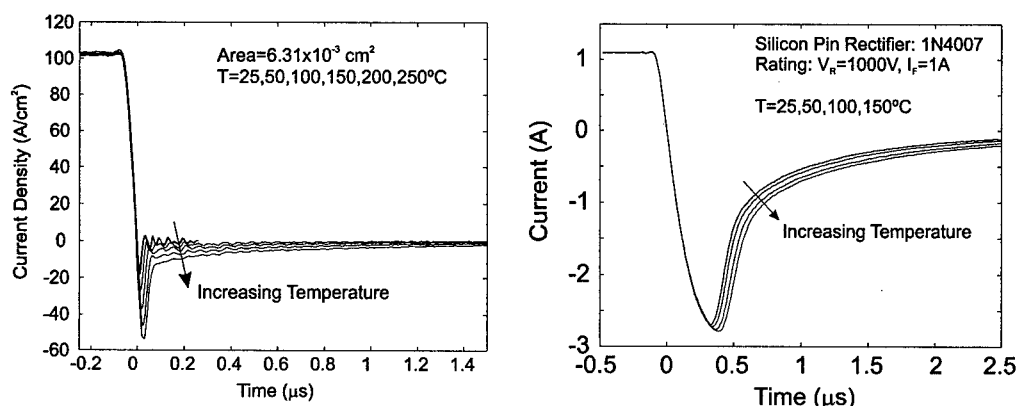 120
100
80
60
40
20
0
-20
-40
-60
Current Density (A/cm²)
Area=6.31x10⁻³ cm²
T=25,50,100,150,200,250ºC
Increasing Temperature
-0.2 0 0.2 0.4 0.6 0.8 1 1.2 1.4
Time (μs)
1
0
-1
-2
-3
Current (A)
Silicon Pin Rectifier: 1N4007
Rating: V_R=1000V, I_F=1A
T=25,50,100,150ºC
Increasing Temperature
-0.5 0 0.5 1 1.5 2 2.5
Time (μs)